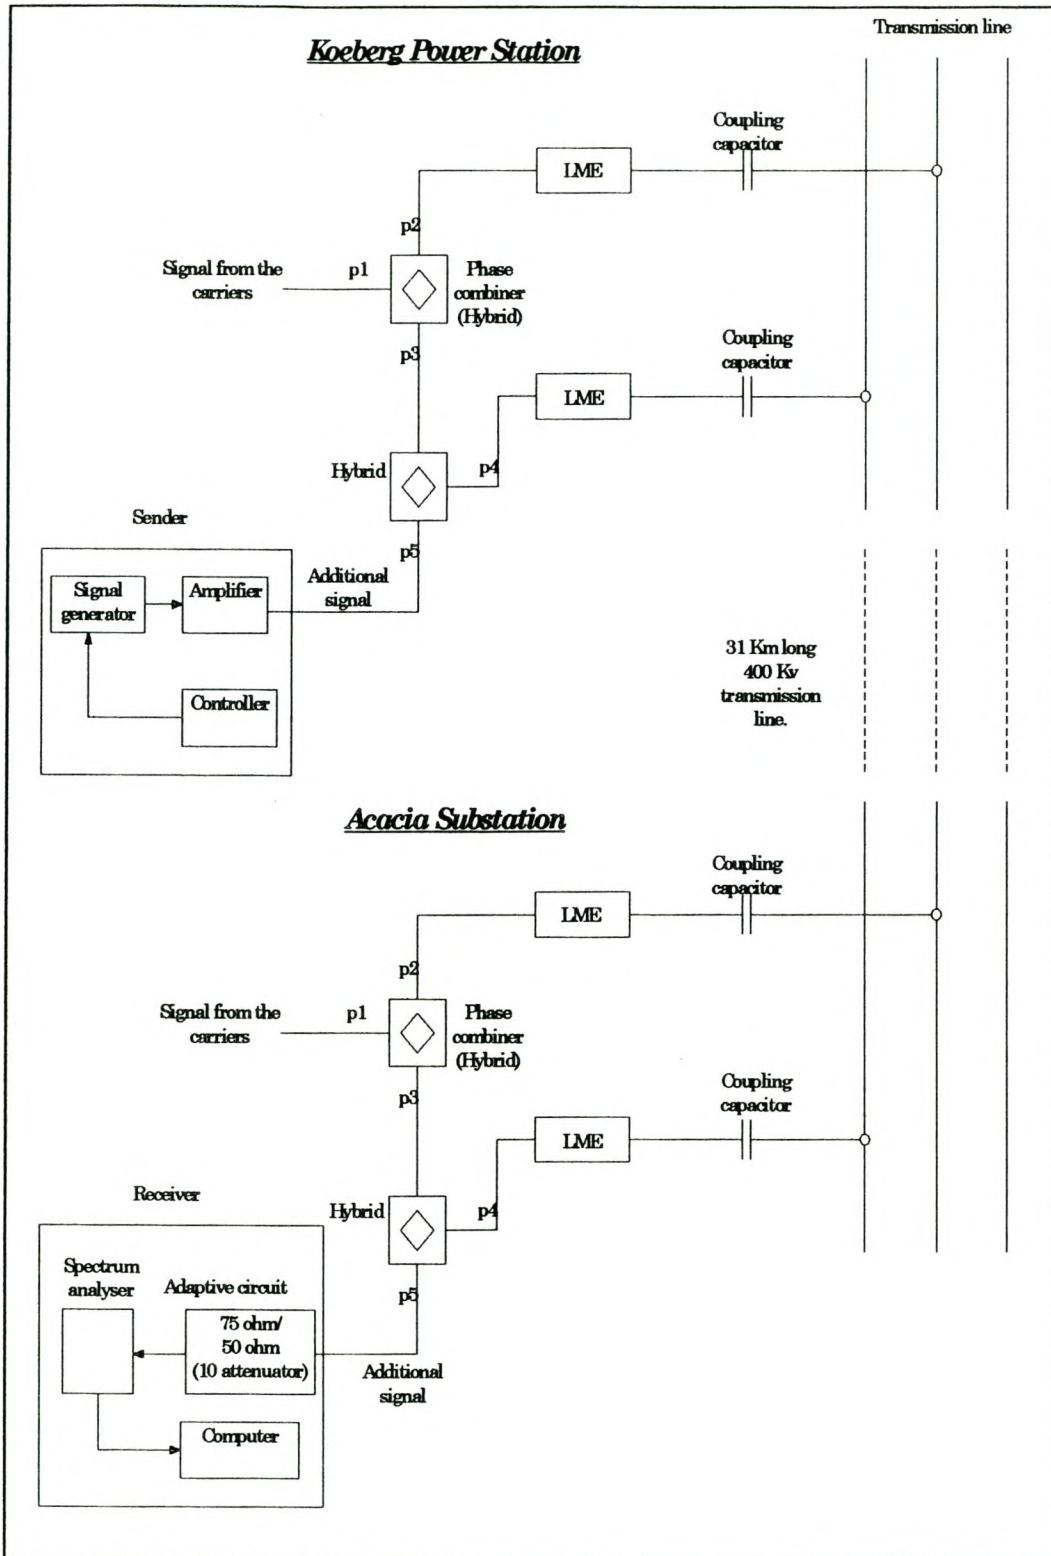 Transmission line
Koeberg Power Station
Coupling
capacitor
LME
p2
Signal from the
carriers
p1
Phase
combiner
(Hybrid)
p3
Coupling
capacitor
LME
Hybrid
p4
Sender
p5
Signal
generator
Amplifier
Additional
signal
Controller
31 Km long
400 Kv
transmission
line.
Acacia Substation
Coupling
capacitor
LME
p2
Signal from the
carriers
p1
Phase
combiner
(Hybrid)
p3
Coupling
capacitor
LME
Receiver
Hybrid
p4
Spectrum
analyser
Adaptive circuit
p5
75 ohm/
50 ohm
(10 attenuator)
Additional
signal
Computer